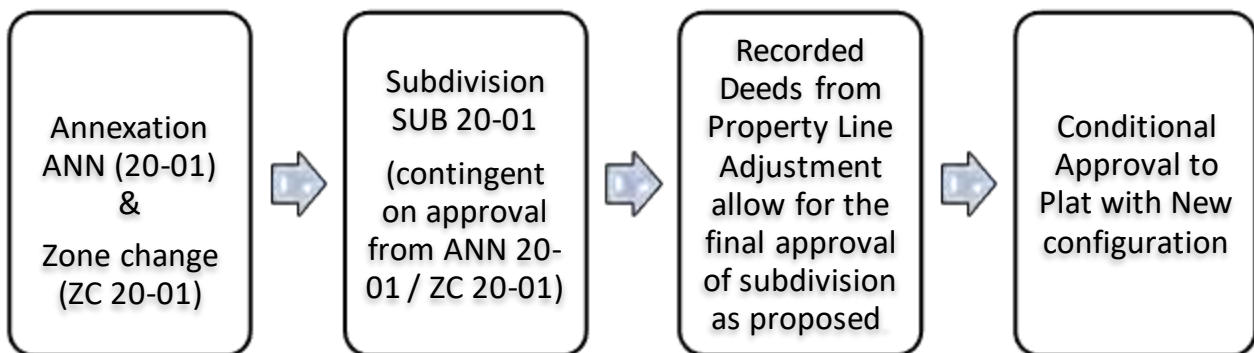 Annexation
ANN (20-01)
&
Zone change
(ZC 20-01)
Subdivision
SUB 20-01
(contingent
on approval
from ANN 20-
01 / ZC 20-01)
Recorded
Deeds from
Property Line
Adjustment
allow for the
final approval
of subdivision
as proposed
Conditional
Approval to
Plat with New
configuration